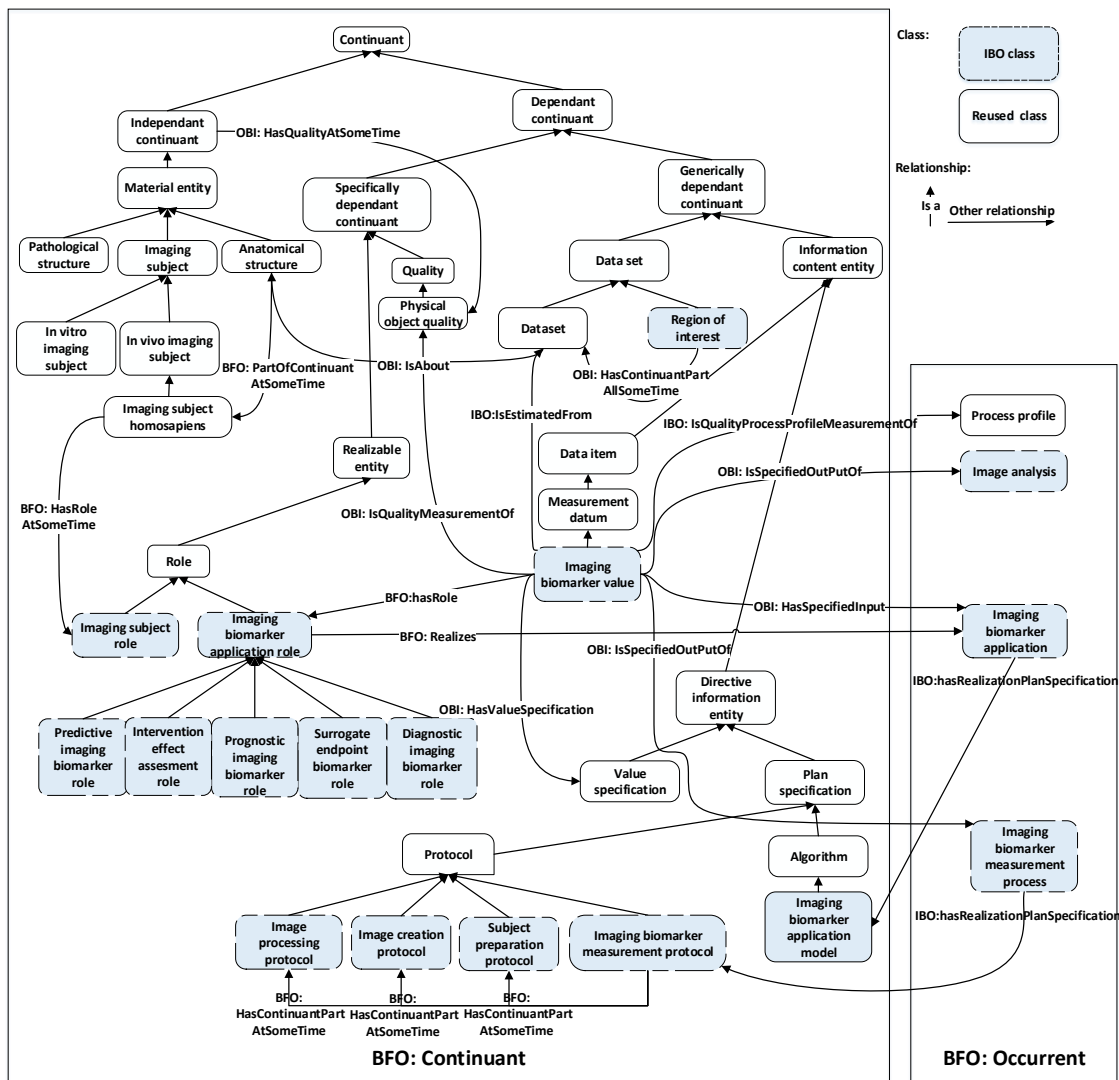 Continuant
Class:
IBO class
Reused class
Relationship:
Is a
Other relationship
Independant
continuant
OBI: HasQualityAtSomeTime
Dependant
continuant
Material entity
Specifically
dependant
continuant
Generically
dependant
continuant
Pathological
structure
Imaging
subject
Anatomical
structure
Quality
Data set
Information
content entity
Physical
object quality
Dataset
Region of
interest
In vitro
imaging
subject
In vivo imaging
subject
BFO: PartOfContinuant
AtSomeTime
OBI: IsAbout
OBI: HasContinuantPart
AllSomeTime
Imaging subject
homosapiens
IBO:IsEstimatedFrom
IBO: IsQualityProcessProfileMeasurementOf
Process profile
Realizable
entity
Data item
OBI: IsSpecifiedOutPutOf
Image analysis
BFO: HasRole
AtSomeTime
OBI: IsQualityMeasurementOf
Measurement
datum
Role
Imaging
biomarker value
BFO:hasRole
OBI: HasSpecifiedInput
Imaging subject
role
Imaging
biomarker
application role
BFO: Realizes
Imaging
biomarker
application
OBI: IsSpecifiedOutPutOf
IBO:hasRealizationPlanSpecification
Directive
information
entity
OBI: HasValueSpecification
Predictive
imaging
biomarker
role
Intervention
effect
assesment role
Prognostic
imaging
biomarker
role
Surrogate
endpoint
biomarker
role
Diagnostic
imaging
biomarker
role
Value
specification
Plan
specification
Protocol
Algorithm
Imaging
biomarker
measurement
process
IBO:hasRealizationPlanSpecification
Image
processing
protocol
Image creation
protocol
Subject
preparation
protocol
Imaging biomarker
measurement protocol
Imaging
biomarker
application
model
BFO:
HasContinuantPart
AtSomeTime
BFO:
HasContinuantPart
AtSomeTime
BFO:
HasContinuantPart
AtSomeTime
BFO: Continuant
BFO: Occurrent